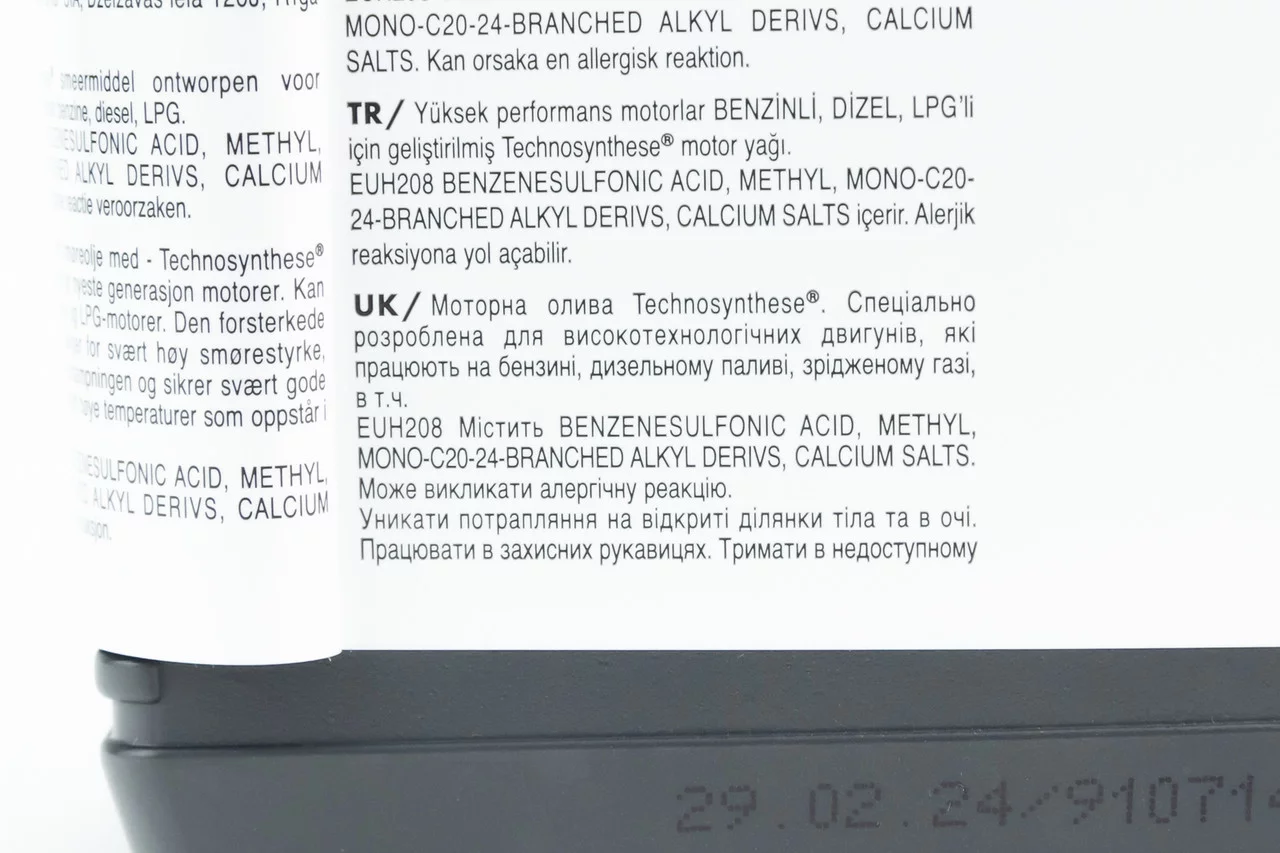 smeermiddel ontworpen voor
benzine, diesel, LPG.
ACID, METHYL,
ALKYL DERIVS, CALCIUM
veroorzaken.
med - Technosynthese®
generasjon motorer. Kan
LPG-motorer. Den forsterkede
for svært høy smørestyrke,
og sikrer svært gode
temperaturer som oppstår i
ACID, METHYL,
ALKYL DERIVS, CALCIUM
MONO-C20-24-BRANCHED ALKYL DERIVS, CALCIUM
SALTS. Kan orsaka en allergisk reaktion.
TR/ Yüksek performans motorlar BENZİNLİ, DİZEL, LPG'li
için geliştirilmiş Technosynthese® motor yağı.
EUH208 BENZENESULFONIC ACID, METHYL, MONO-C20-
24-BRANCHED ALKYL DERIVS, CALCIUM SALTS içerir. Alerjik
reaksiyona yol açabilir.
UK/ Моторна олива Technosynthese®. Спеціально
розроблена для високотехнологічних двигунів, які
працюють на бензині, дизельному паливі, зрідженому газі,
в т.ч.
EUH208 Містить BENZENESULFONIC ACID, METHYL,
MONO-C20-24-BRANCHED ALKYL DERIVS, CALCIUM SALTS.
Може викликати алергічну реакцію.
Уникати потрапляння на відкриті ділянки тіла та в очі.
Працювати в захисних рукавицях. Тримати в недоступному
29.02.24/910714